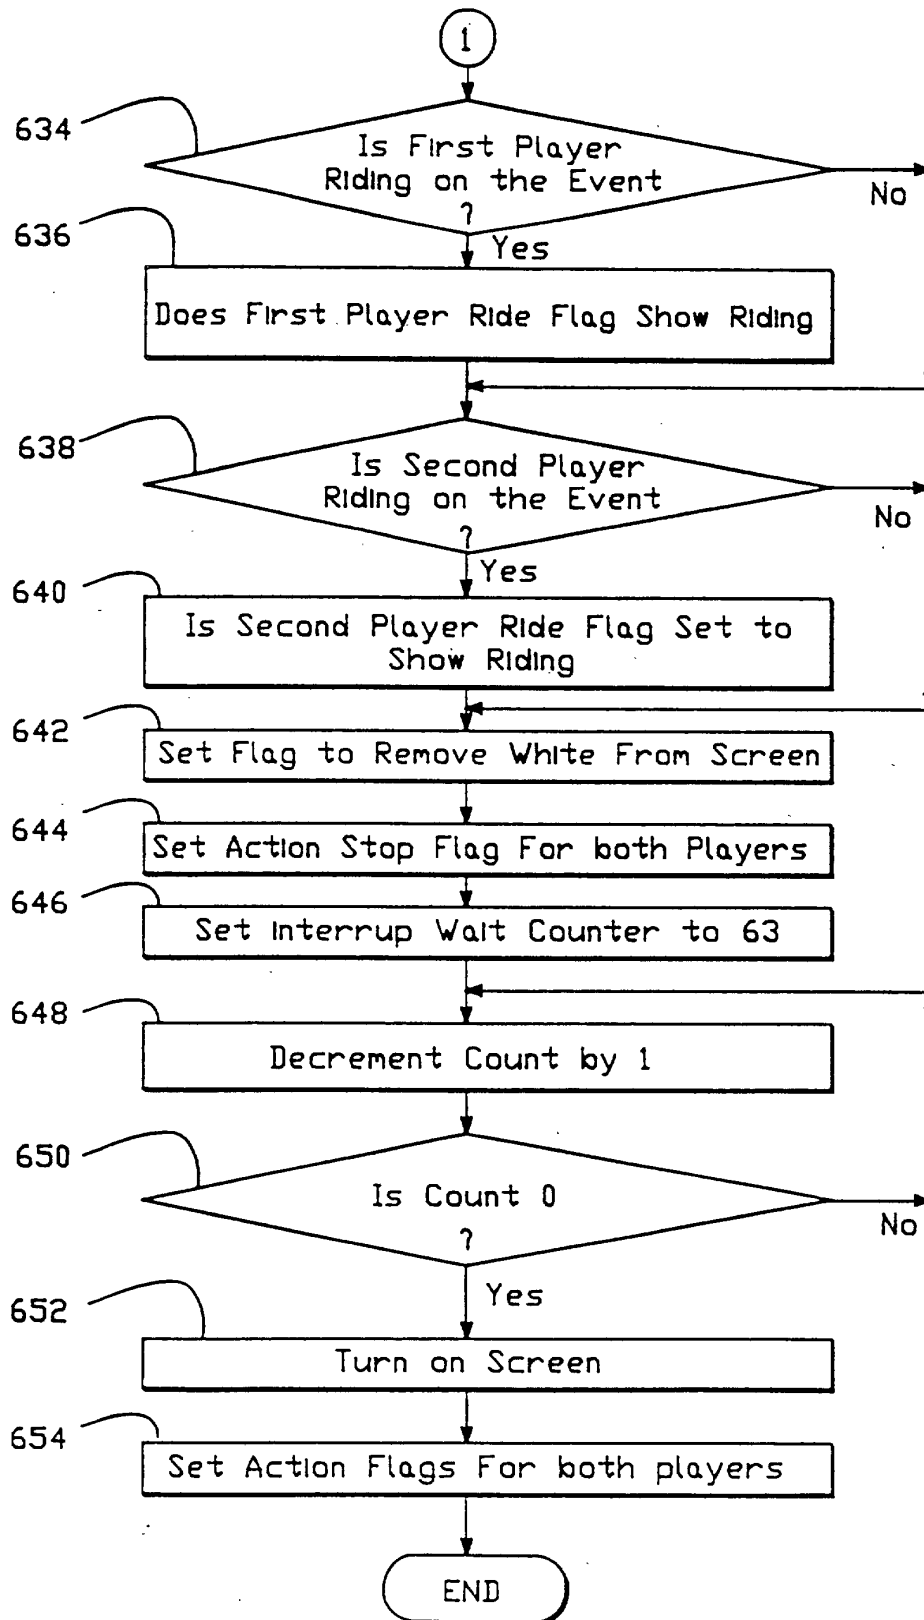 1
634
Is First Player
Riding on the Event
?
No
Yes
636
Does First Player Ride Flag Show Riding
638
Is Second Player
Riding on the Event
?
No
Yes
640
Is Second Player Ride Flag Set to
Show Riding
642
Set Flag to Remove White From Screen
644
Set Action Stop Flag For both Players
646
Set Interrup Wait Counter to 63
648
Decrement Count by 1
650
Is Count 0
?
No
Yes
652
Turn on Screen
654
Set Action Flags For both players
END